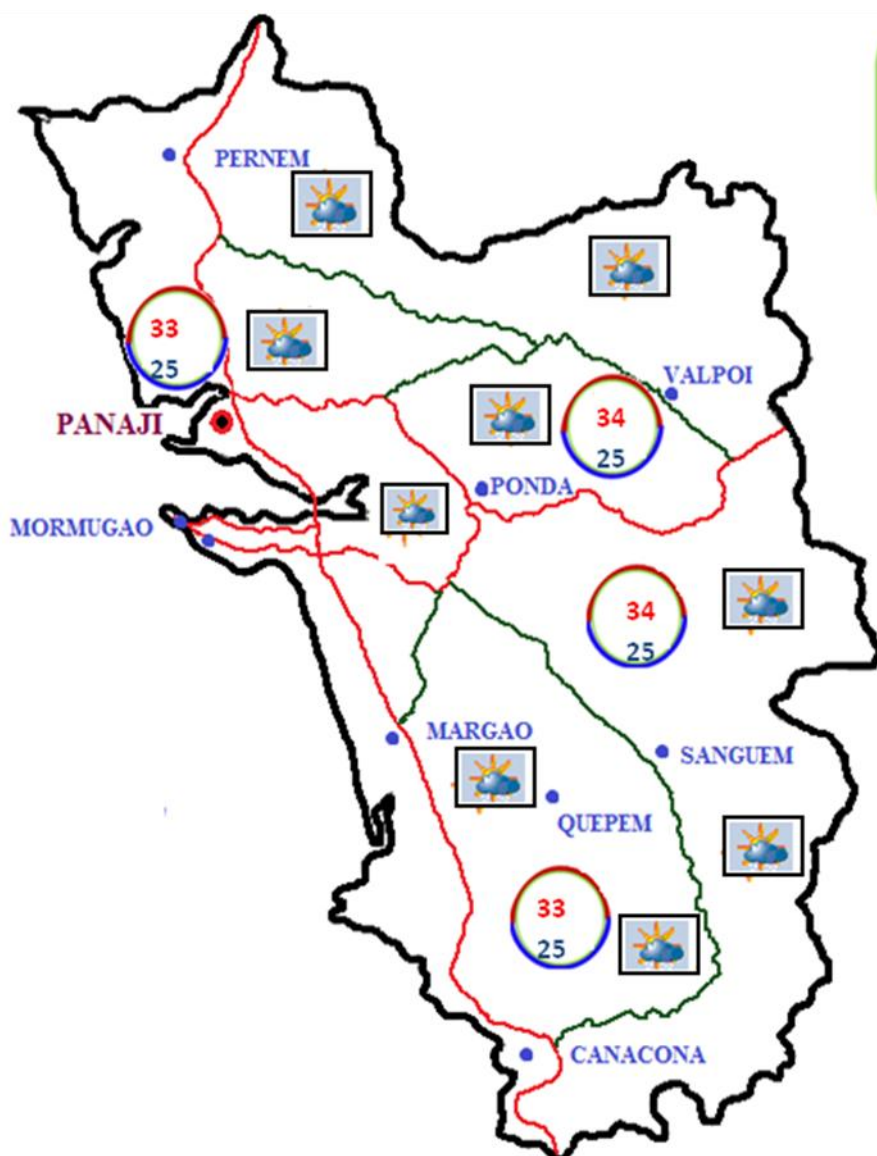 PERNEM
33
25
VALPOI
34
25
PANAJI
PONDA
MORMUGAO
34
25
MARGAO
SANGUEM
QUEPEM
33
25
CANACONA